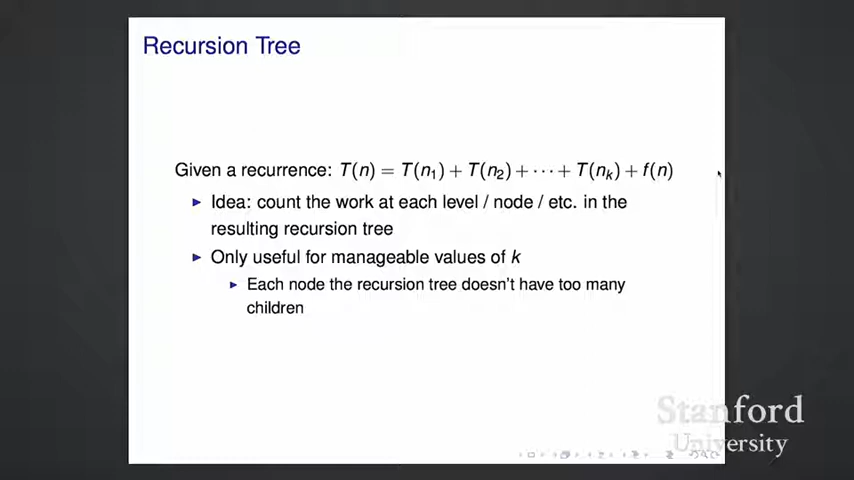 Recursion Tree
Given a recurrence: T(n) = T(n₁) + T(n₂) + ··· + T(nₖ) + f(n)
► Idea: count the work at each level / node / etc. in the
resulting recursion tree
► Only useful for manageable values of k
► Each node the recursion tree doesn't have too many
children
Stanford
University